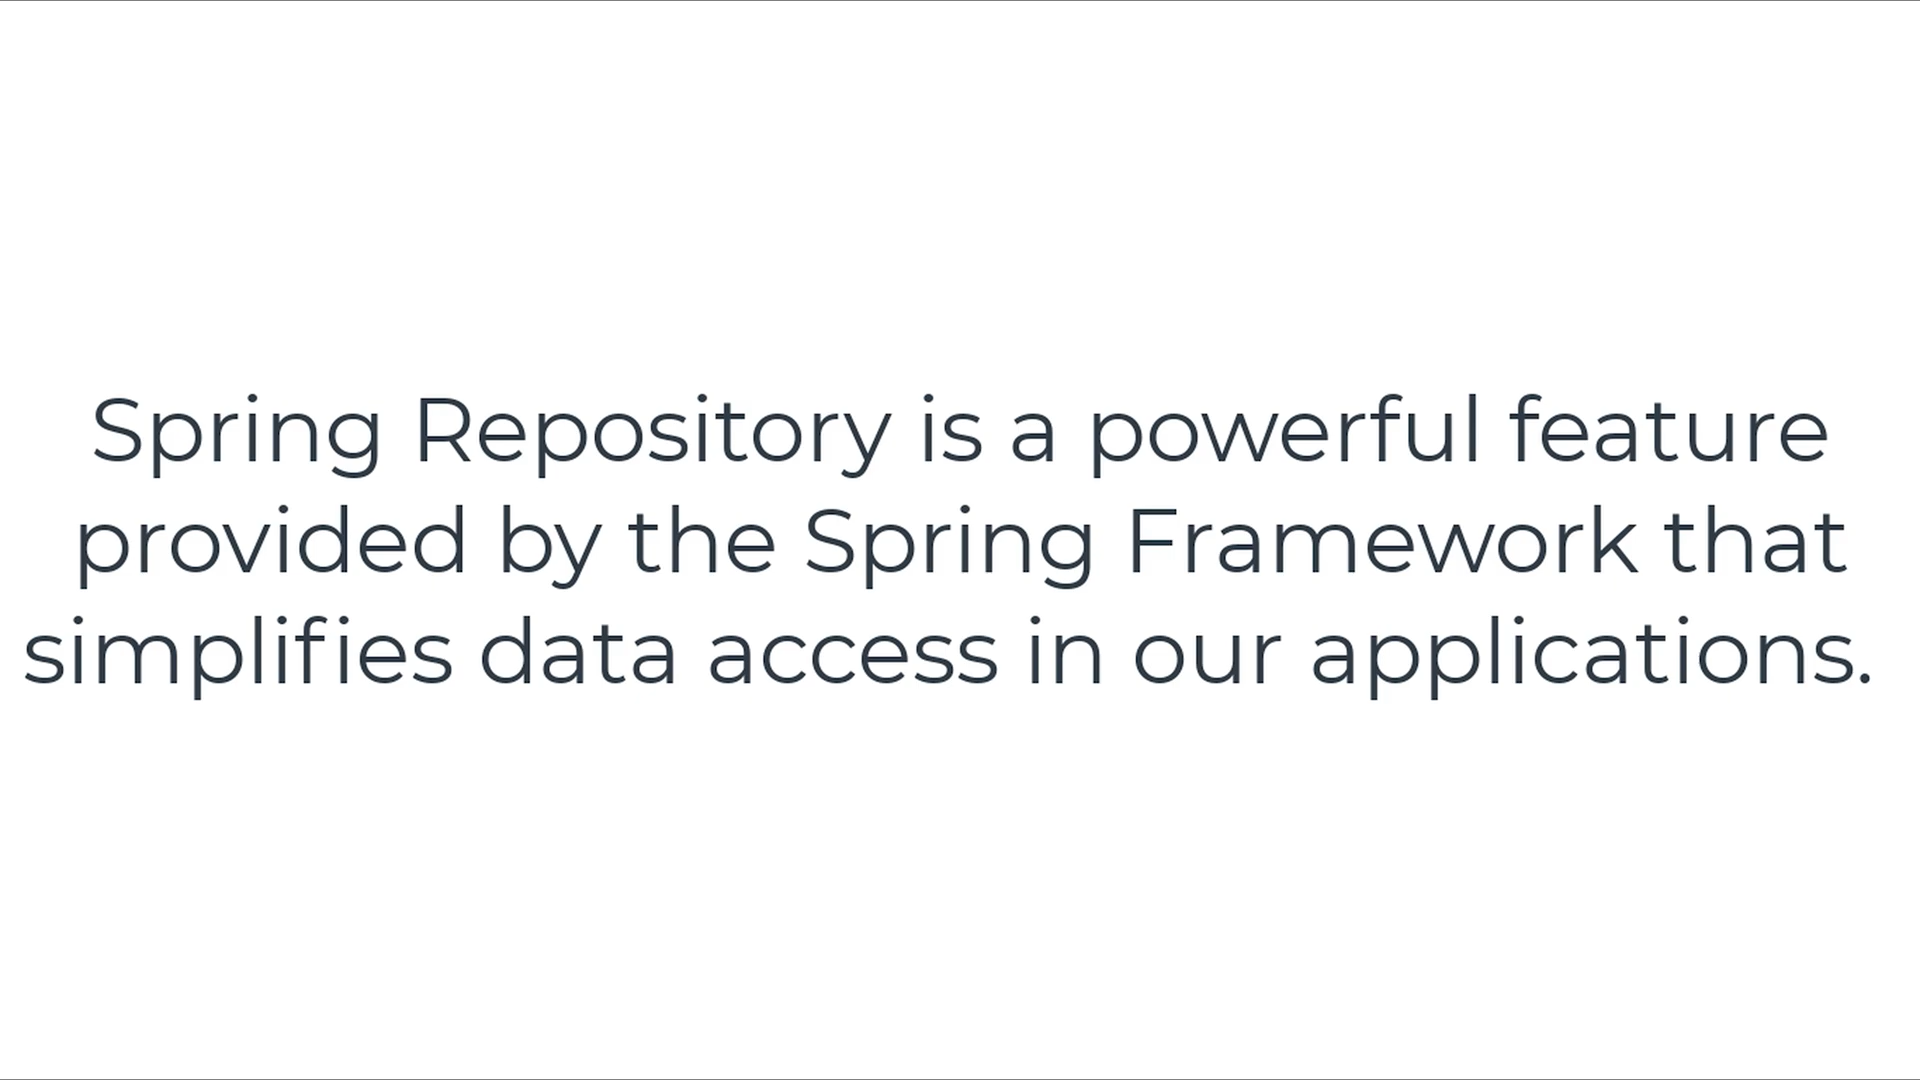 Spring Repository is a powerful feature
provided by the Spring Framework that
simplifies data access in our applications.